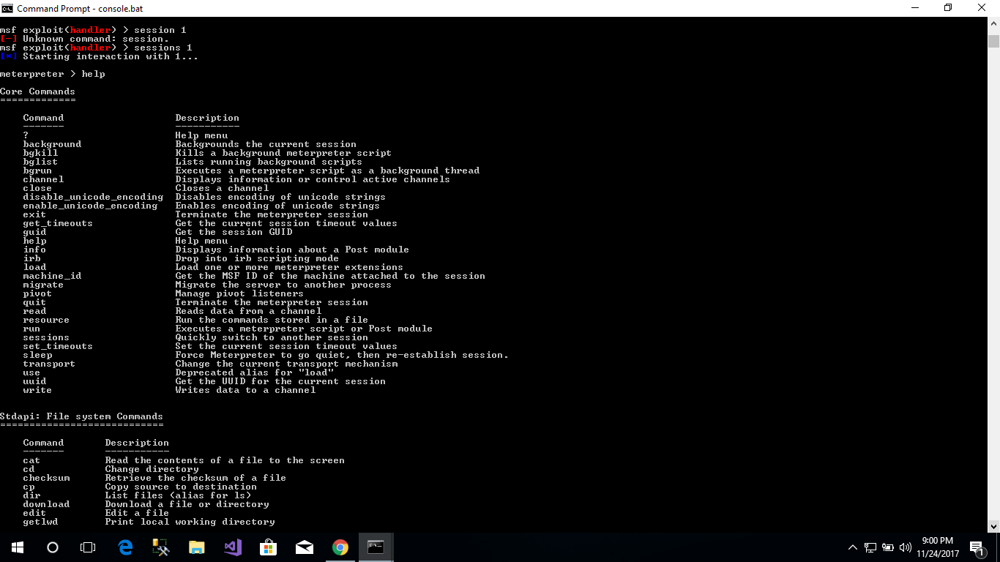 Command Prompt - console.bat
msf exploit(handler) > session 1
[-] Unknown command: session.
msf exploit(handler) > sessions 1
[*] Starting interaction with 1...
meterpreter > help
Core Commands
=============
Command Description
------- -----------
? Help menu
background Backgrounds the current session
bgkill Kills a background meterpreter script
bglist Lists running background scripts
bgrun Executes a meterpreter script as a background thread
channel Displays information or control active channels
close Closes a channel
disable_unicode_encoding Disables encoding of unicode strings
enable_unicode_encoding Enables encoding of unicode strings
exit Terminate the meterpreter session
get_timeouts Get the current session timeout values
guid Get the session GUID
help Help menu
info Displays information about a Post module
irb Drop into irb scripting mode
load Load one or more meterpreter extensions
machine_id Get the MSF ID of the machine attached to the session
migrate Migrate the server to another process
pivot Manage pivot listeners
quit Terminate the meterpreter session
read Reads data from a channel
resource Run the commands stored in a file
run Executes a meterpreter script or Post module
sessions Quickly switch to another session
set_timeouts Set the current session timeout values
sleep Force Meterpreter to go quiet, then re-establish session.
transport Change the current transport mechanism
use Deprecated alias for "load"
uuid Get the UUID for the current session
write Writes data to a channel
Stdapi: File system Commands
============================
Command Description
------- -----------
cat Read the contents of a file to the screen
cd Change directory
checksum Retrieve the checksum of a file
cp Copy source to destination
dir List files (alias for ls)
download Download a file or directory
edit Edit a file
getlwd Print local working directory
9:00 PM
11/24/2017
1